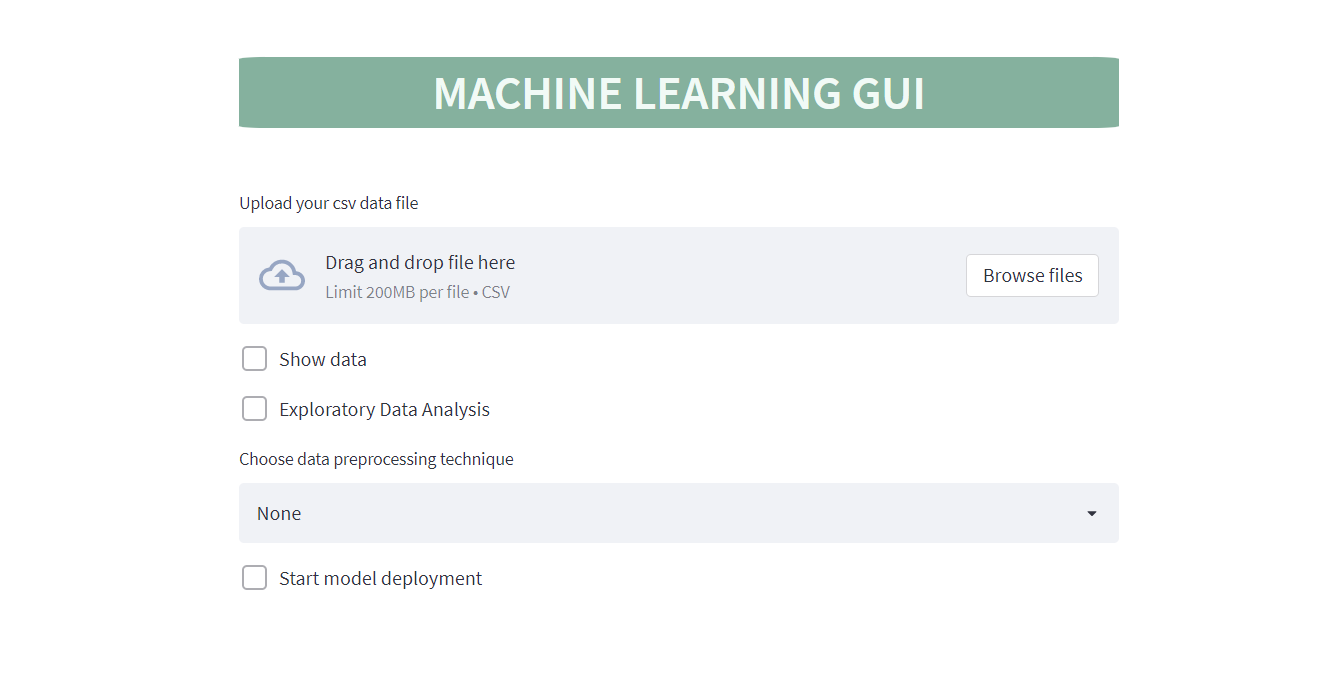 MACHINE LEARNING GUI
Upload your csv data file
Drag and drop file here
Limit 200MB per file • CSV
Browse files
Show data
Exploratory Data Analysis
Choose data preprocessing technique
None
Start model deployment